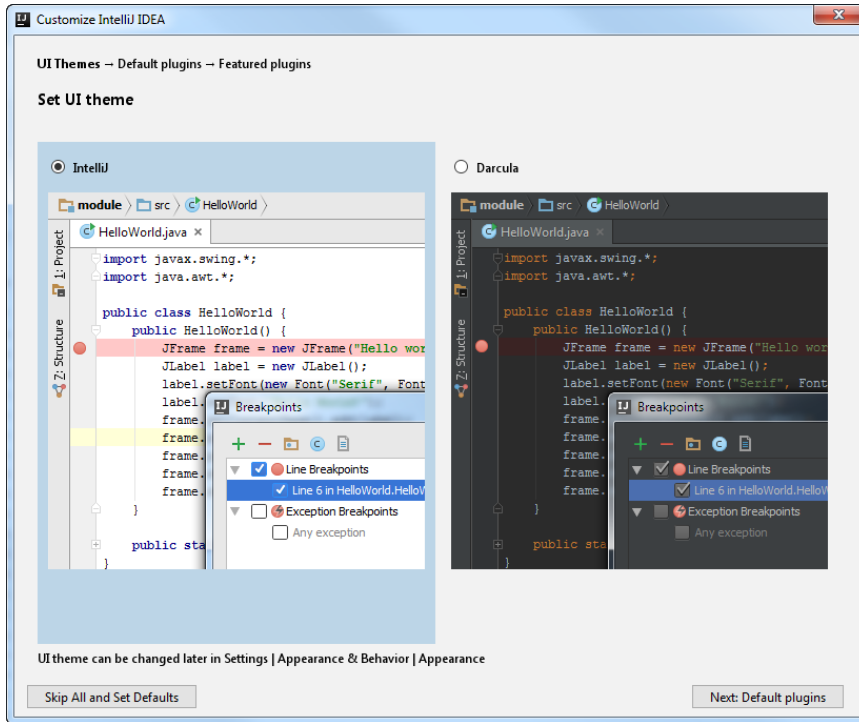 Customize IntelliJ IDEA
UI Themes → Default plugins → Featured plugins
Set UI theme
IntelliJ
module src HelloWorld
HelloWorld.java ×
1: Project
7: Structure
import javax.swing.*;
import java.awt.*;
public class HelloWorld {
public HelloWorld() {
JFrame frame = new JFrame("Hello wor
JLabel label = new JLabel();
label.setFont(new Font("Serif", Font
label.
frame.
frame.
frame.
frame.
frame.
}
public sta
}
Breakpoints
Line Breakpoints
Line 6 in HelloWorld.HelloW
Exception Breakpoints
Any exception
Darcula
module src HelloWorld
HelloWorld.java ×
1: Project
7: Structure
import javax.swing.*;
import java.awt.*;
public class HelloWorld {
public HelloWorld() {
JFrame frame = new JFrame("Hello wor
JLabel label = new JLabel();
label.setFont(new Font("Serif", Font
label.
frame.
frame.
frame.
frame.
frame.
}
public sta
}
Breakpoints
Line Breakpoints
Line 6 in HelloWorld.HelloW
Exception Breakpoints
Any exception
UI theme can be changed later in Settings | Appearance & Behavior | Appearance
Skip All and Set Defaults
Next: Default plugins